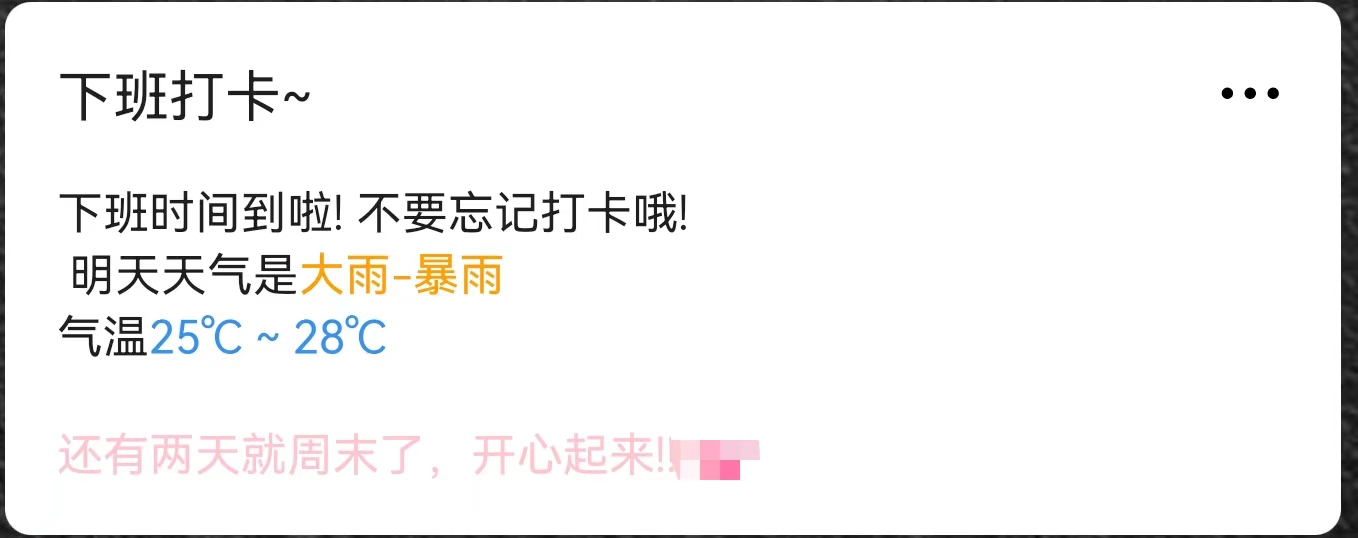 下班打卡~
下班时间到啦! 不要忘记打卡哦!
明天天气是大雨-暴雨
气温25℃ ~ 28℃
还有两天就周末了，开心起来!!